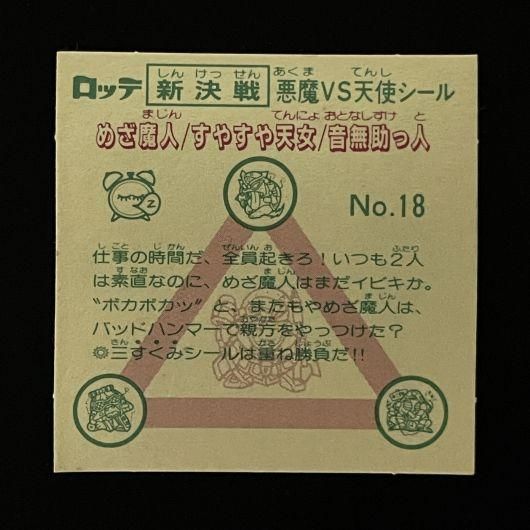 ロッテ 新決戦 悪魔VS天使シール
めざ魔人/すやすや天女/音無助っ人
z
No.18
仕事の時間だ、全員起きろ！いつも2人
は素直なのに、めざ魔人はまだイビキか。
"ポカポカッ"と、またもやめざ魔人は、
バッドハンマーで親方をやっつけた？
◎三すくみシールは重ね勝負だ!!